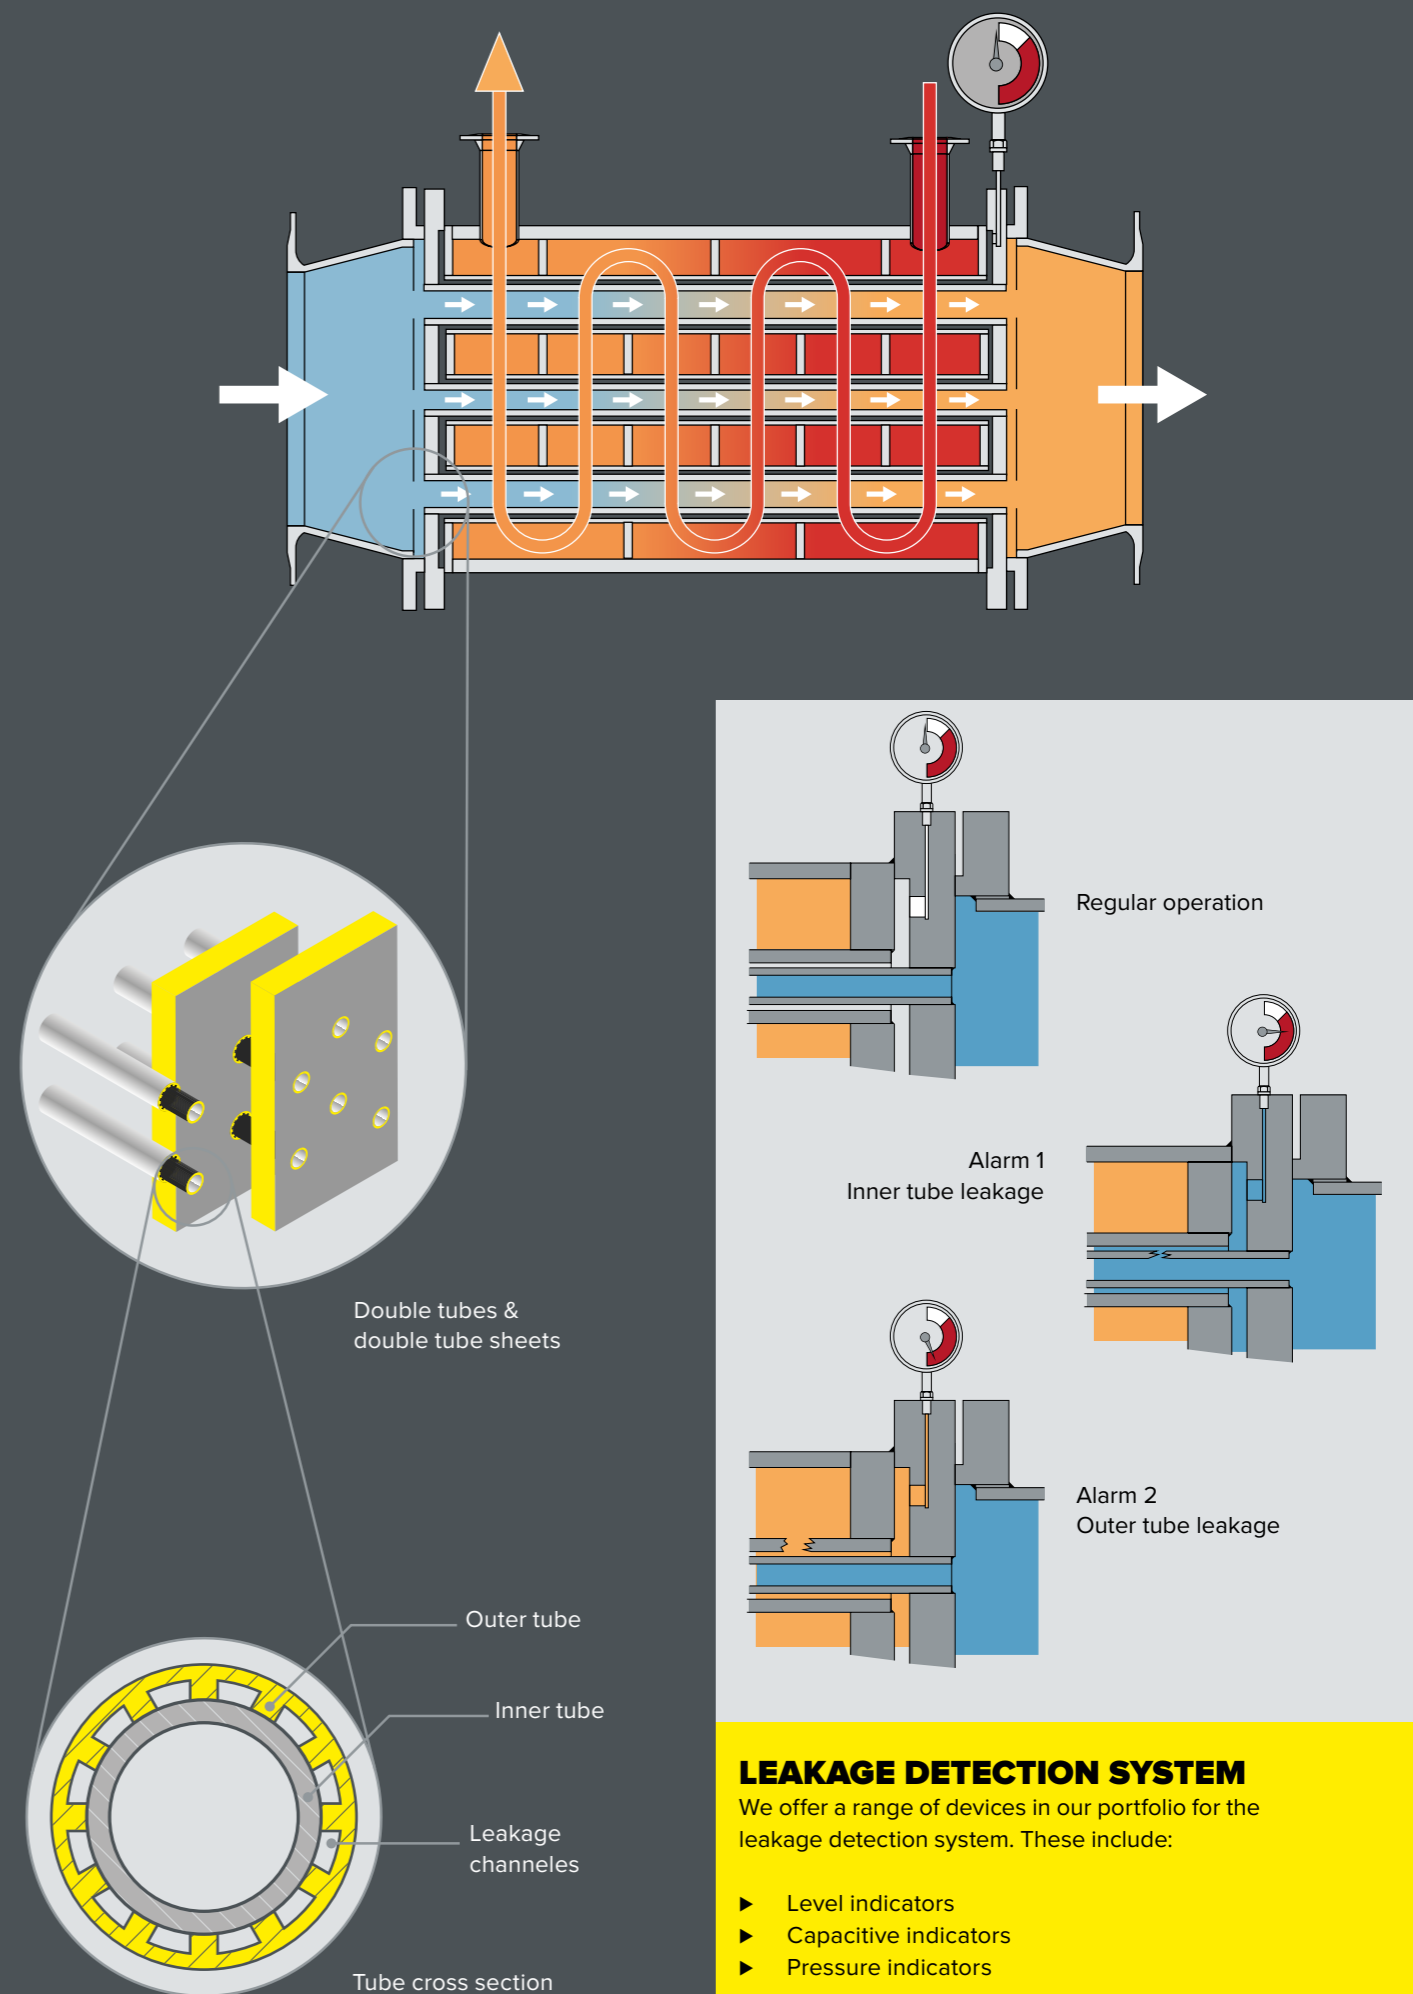 Regular operation
Alarm 1
Inner tube leakage
Double tubes &
double tube sheets
Alarm 2
Outer tube leakage
Outer tube
Inner tube
Leakage
channeles
Tube cross section
LEAKAGE DETECTION SYSTEM
We offer a range of devices in our portfolio for the
leakage detection system. These include:
▶ Level indicators
▶ Capacitive indicators
▶ Pressure indicators